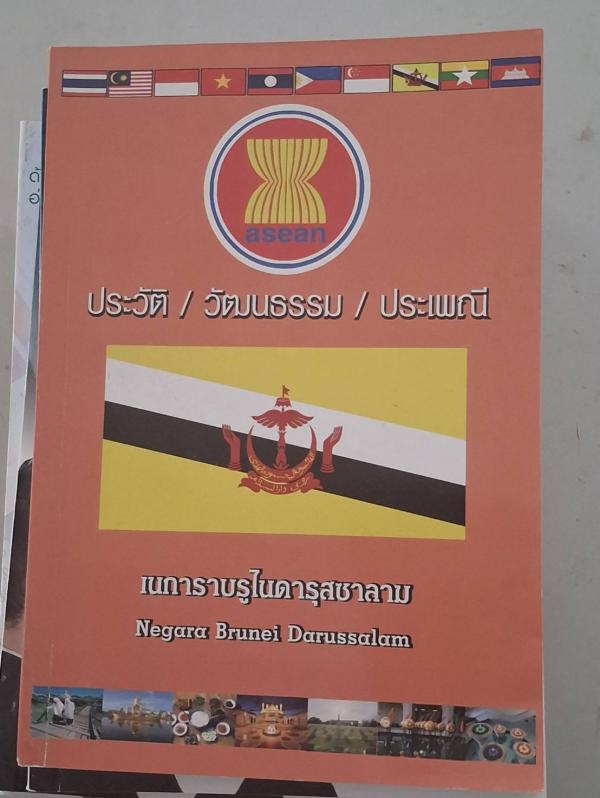 asean
ประวัติ / วัฒนธรรม / ประเพณี
เนการาบรูไนดารุสซาลาม
Negara Brunei Darussalam